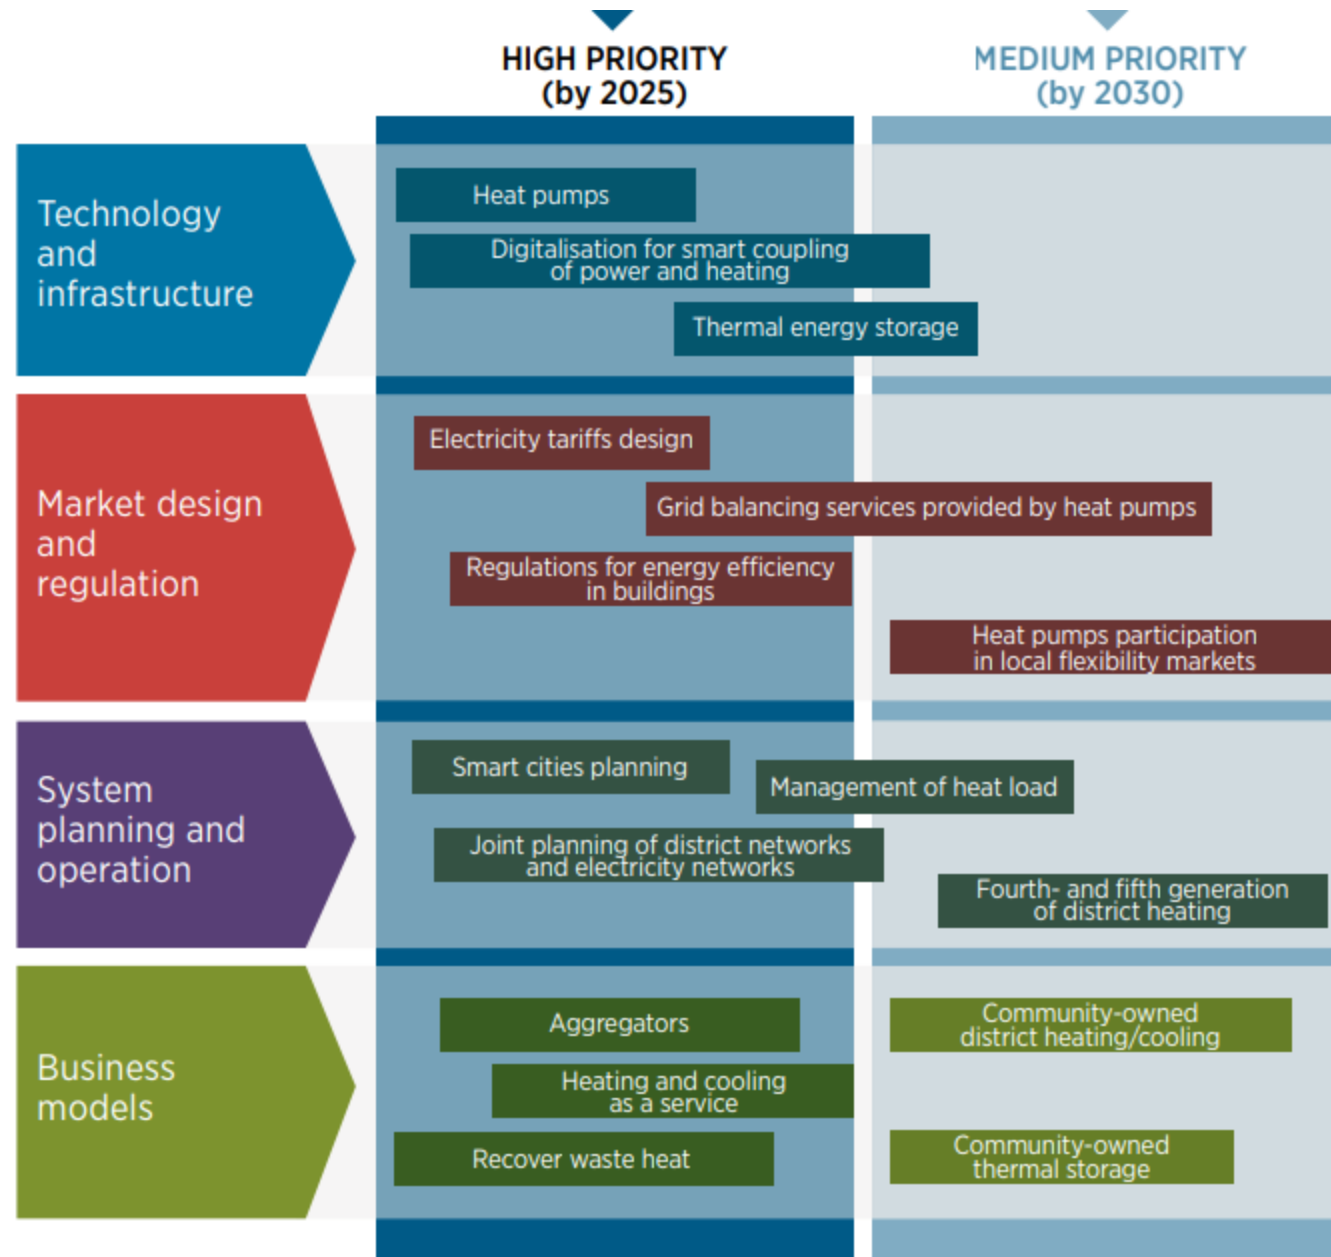 HIGH PRIORITY
(by 2025)
MEDIUM PRIORITY
(by 2030)
Technology
and
infrastructure
Heat pumps
Digitalisation for smart coupling
of power and heating
Thermal energy storage
Market design
and
regulation
Electricity tariffs design
Grid balancing services provided by heat pumps
Regulations for energy efficiency
in buildings
Heat pumps participation
in local flexibility markets
System
planning and
operation
Smart cities planning
Management of heat load
Joint planning of district networks
and electricity networks
Fourth- and fifth generation
of district heating
Business
models
Aggregators
Community-owned
district heating/cooling
Heating and cooling
as a service
Recover waste heat
Community-owned
thermal storage